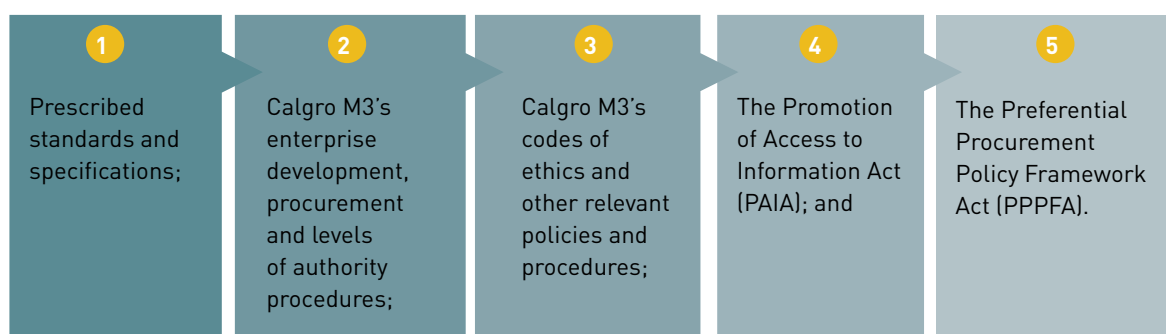 1
Prescribed
standards and
specifications;
2
Calgro M3’s
enterprise
development,
procurement
and levels
of authority
procedures;
3
Calgro M3’s
codes of
ethics and
other relevant
policies and
procedures;
4
The Promotion
of Access to
Information Act
(PAIA); and
5
The Preferential
Procurement
Policy Framework
Act (PPPFA).